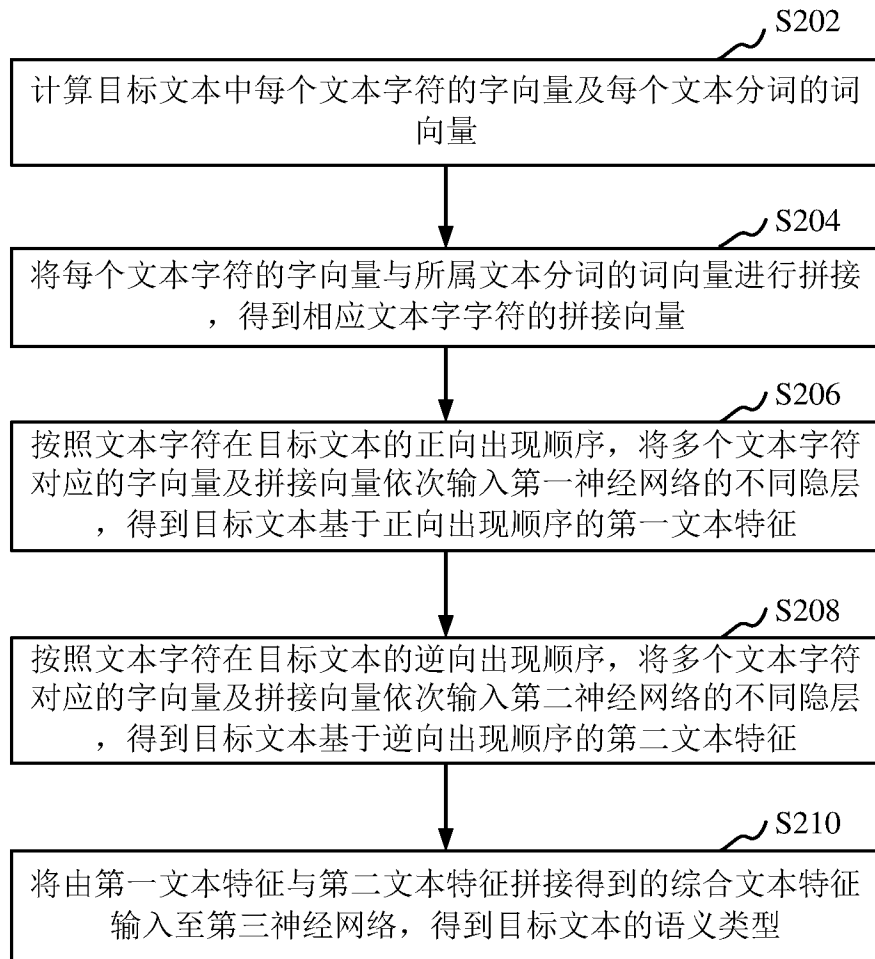 S202
计算目标文本中每个文本字符的字向量及每个文本分词的词
向量
S204
将每个文本字符的字向量与所属文本分词的词向量进行拼接
，得到相应文本字字符的拼接向量
S206
按照文本字符在目标文本的正向出现顺序，将多个文本字符
对应的字向量及拼接向量依次输入第一神经网络的不同隐层
，得到目标文本基于正向出现顺序的第一文本特征
S208
按照文本字符在目标文本的逆向出现顺序，将多个文本字符
对应的字向量及拼接向量依次输入第二神经网络的不同隐层
，得到目标文本基于逆向出现顺序的第二文本特征
S210
将由第一文本特征与第二文本特征拼接得到的综合文本特征
输入至第三神经网络，得到目标文本的语义类型